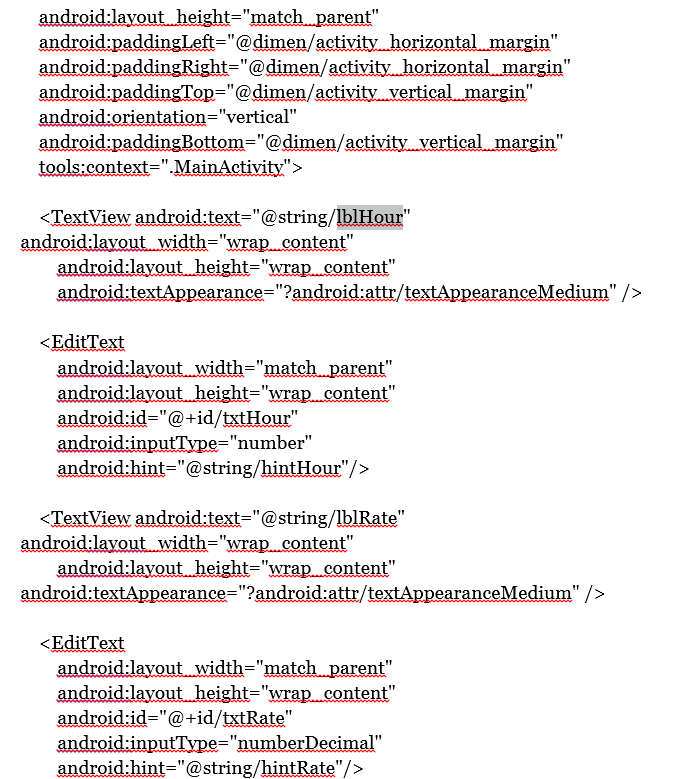 android:layout_height="match_parent"
android:paddingLeft="@dimen/activity_horizontal_margin"
android:paddingRight="@dimen/activity_horizontal_margin"
android:paddingTop="@dimen/activity_vertical_margin"
android:orientation="vertical"
android:paddingBottom="@dimen/activity_vertical_margin"
tools:context=".MainActivity">
<TextView android:text="@string/lblHour"
android:layout_width="wrap_content"
android:layout_height="wrap_content"
android:textAppearance="?android:attr/textAppearanceMedium" />
<EditText
android:layout_width="match_parent"
android:layout_height="wrap_content"
android:id="@+id/txtHour"
android:inputType="number"
android:hint="@string/hintHour"/>
<TextView android:text="@string/lblRate"
android:layout_width="wrap_content"
android:layout_height="wrap_content"
android:textAppearance="?android:attr/textAppearanceMedium" />
<EditText
android:layout_width="match_parent"
android:layout_height="wrap_content"
android:id="@+id/txtRate"
android:inputType="numberDecimal"
android:hint="@string/hintRate"/>